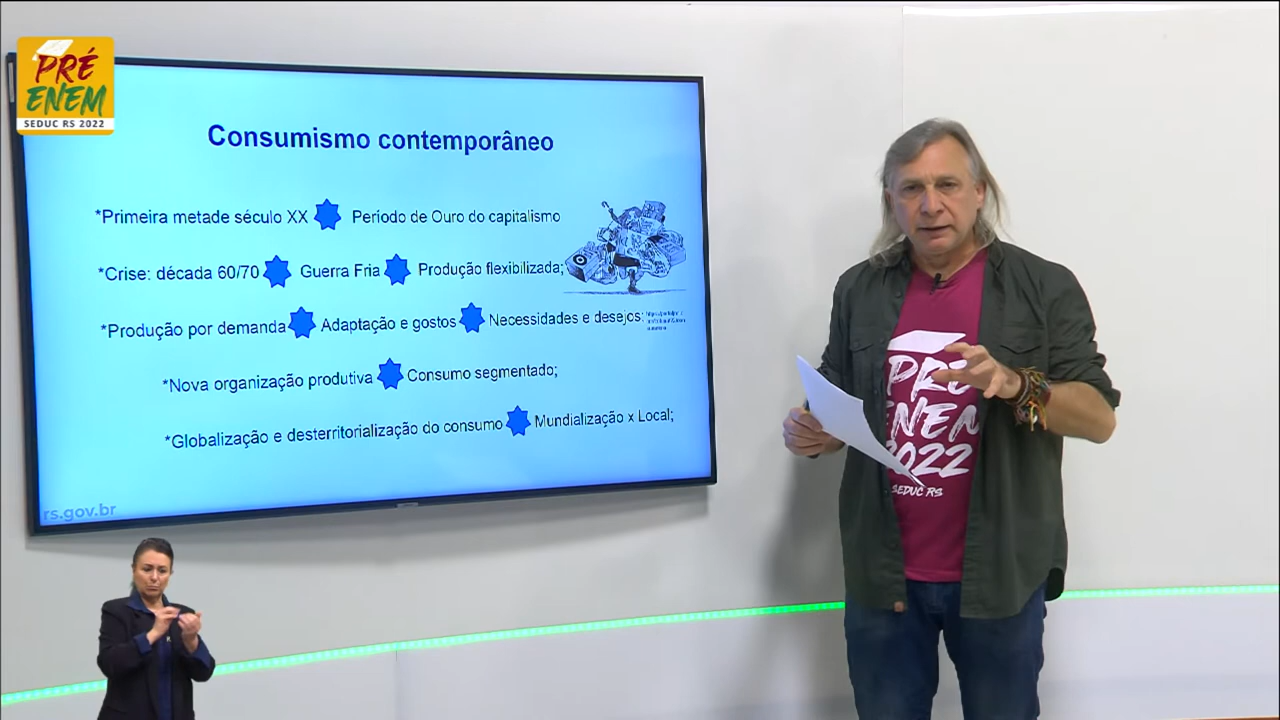 PRÉ
ENEM
SEDUC RS 2022
Consumismo contemporâneo
*Primeira metade século XX Período de Ouro do capitalismo
*Crise: década 60/70 Guerra Fria Produção flexibilizada;
*Produção por demanda Adaptação e gostos Necessidades e desejos:
*Nova organização produtiva Consumo segmentado;
*Globalização e desterritorialização do consumo Mundialização x Local;
rs.gov.br
PRÉ
ENEM
2022
SEDUC RS